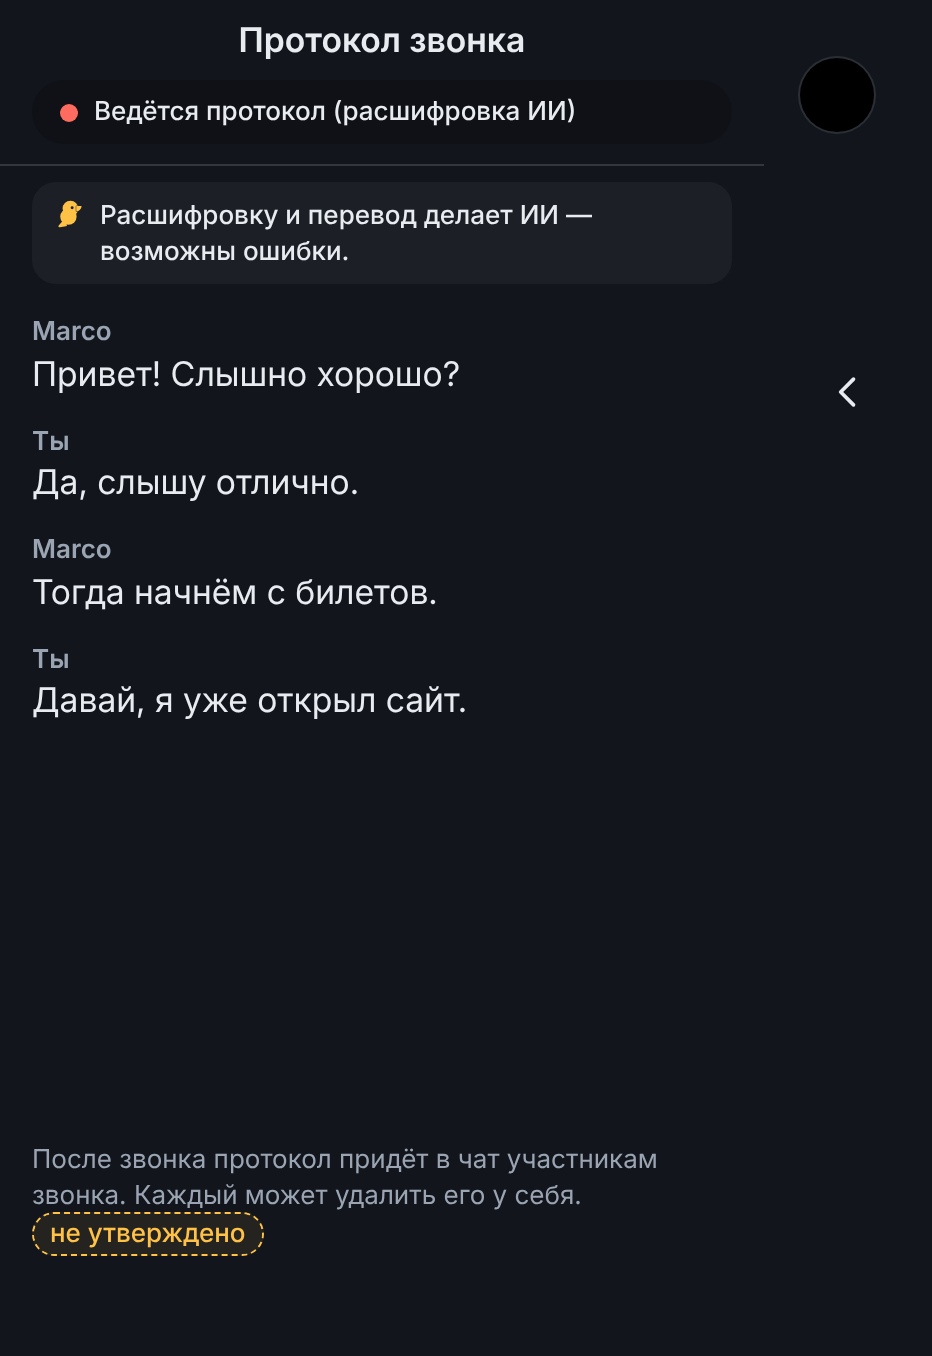 Протокол звонка
Ведётся протокол (расшифровка ИИ)
Расшифровку и перевод делает ИИ —
возможны ошибки.
Marco
Привет! Слышно хорошо?
Ты
Да, слышу отлично.
Marco
Тогда начнём с билетов.
Ты
Давай, я уже открыл сайт.
После звонка протокол придёт в чат участникам
звонка. Каждый может удалить его у себя.
не утверждено